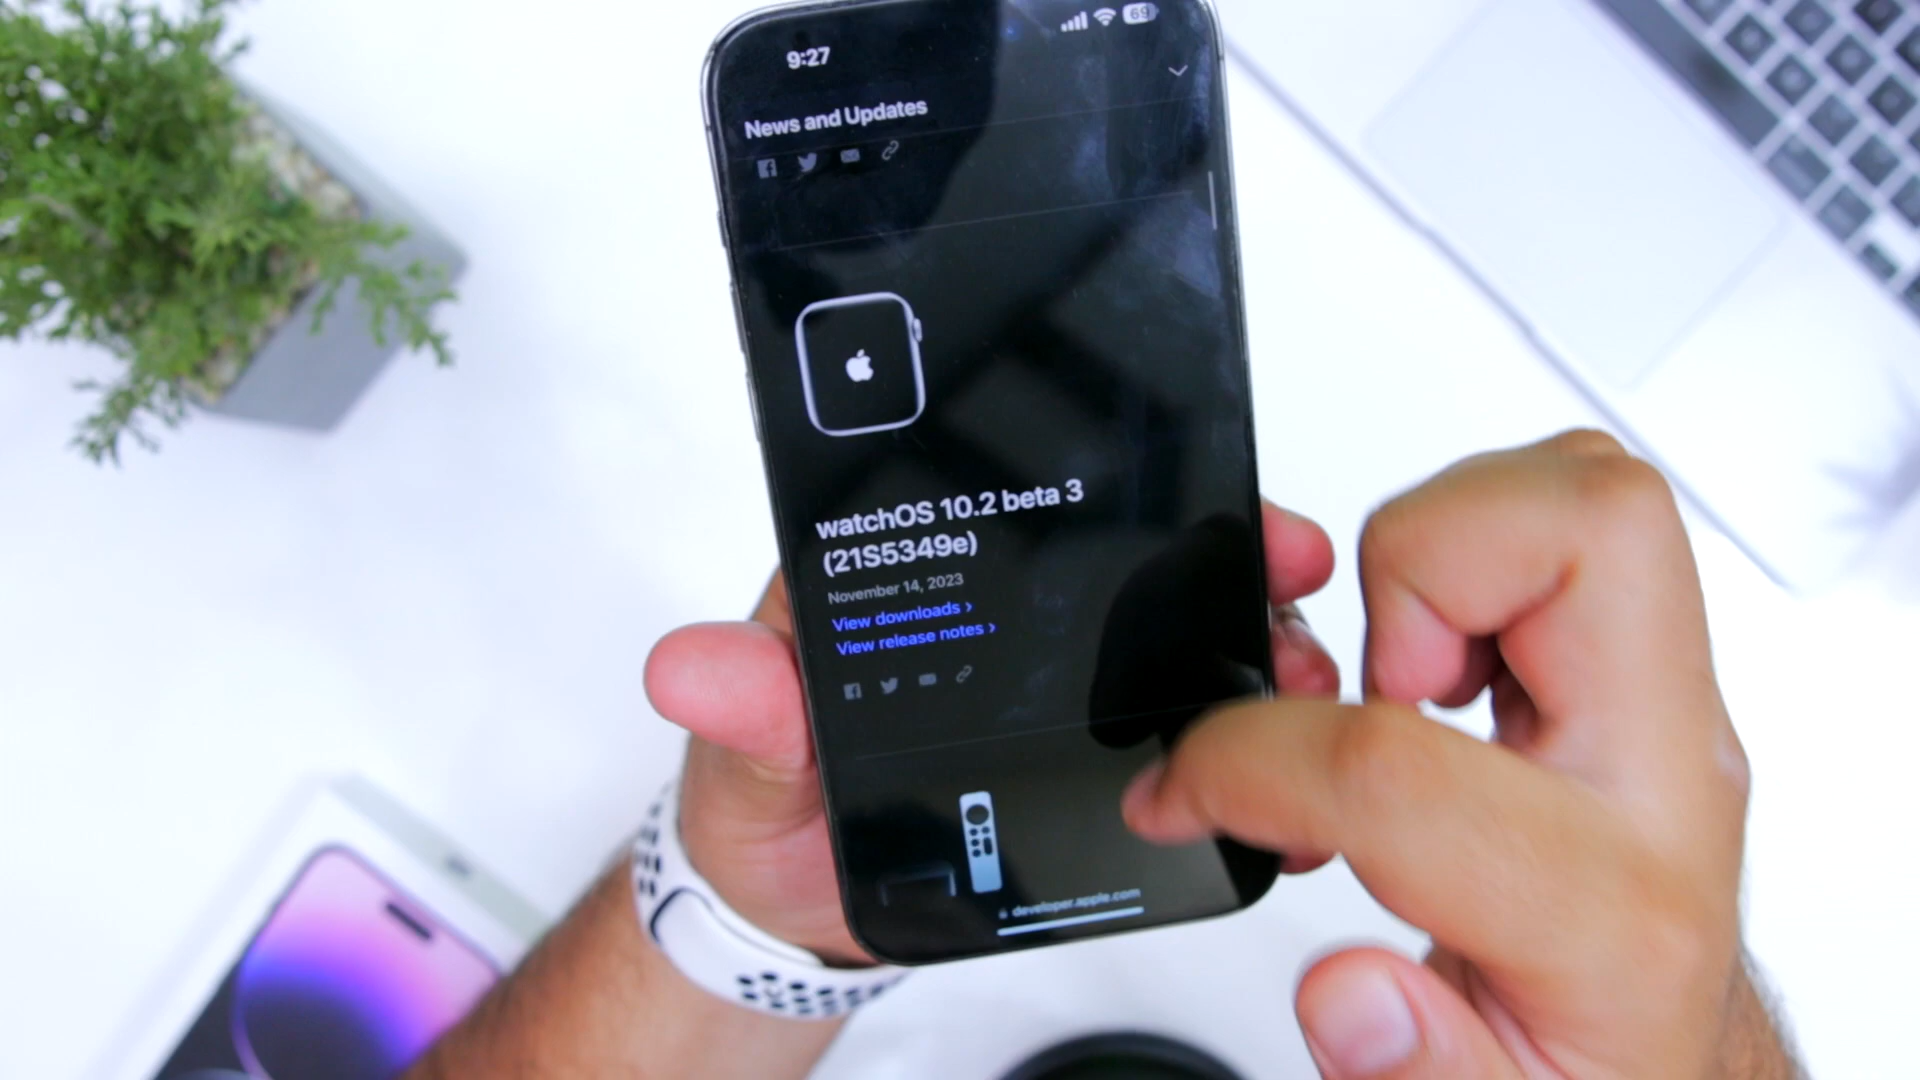 9:27
69
News and Updates
watchOS 10.2 beta 3
(21S5349e)
November 14, 2023
View downloads >
View release notes >
developer.apple.com